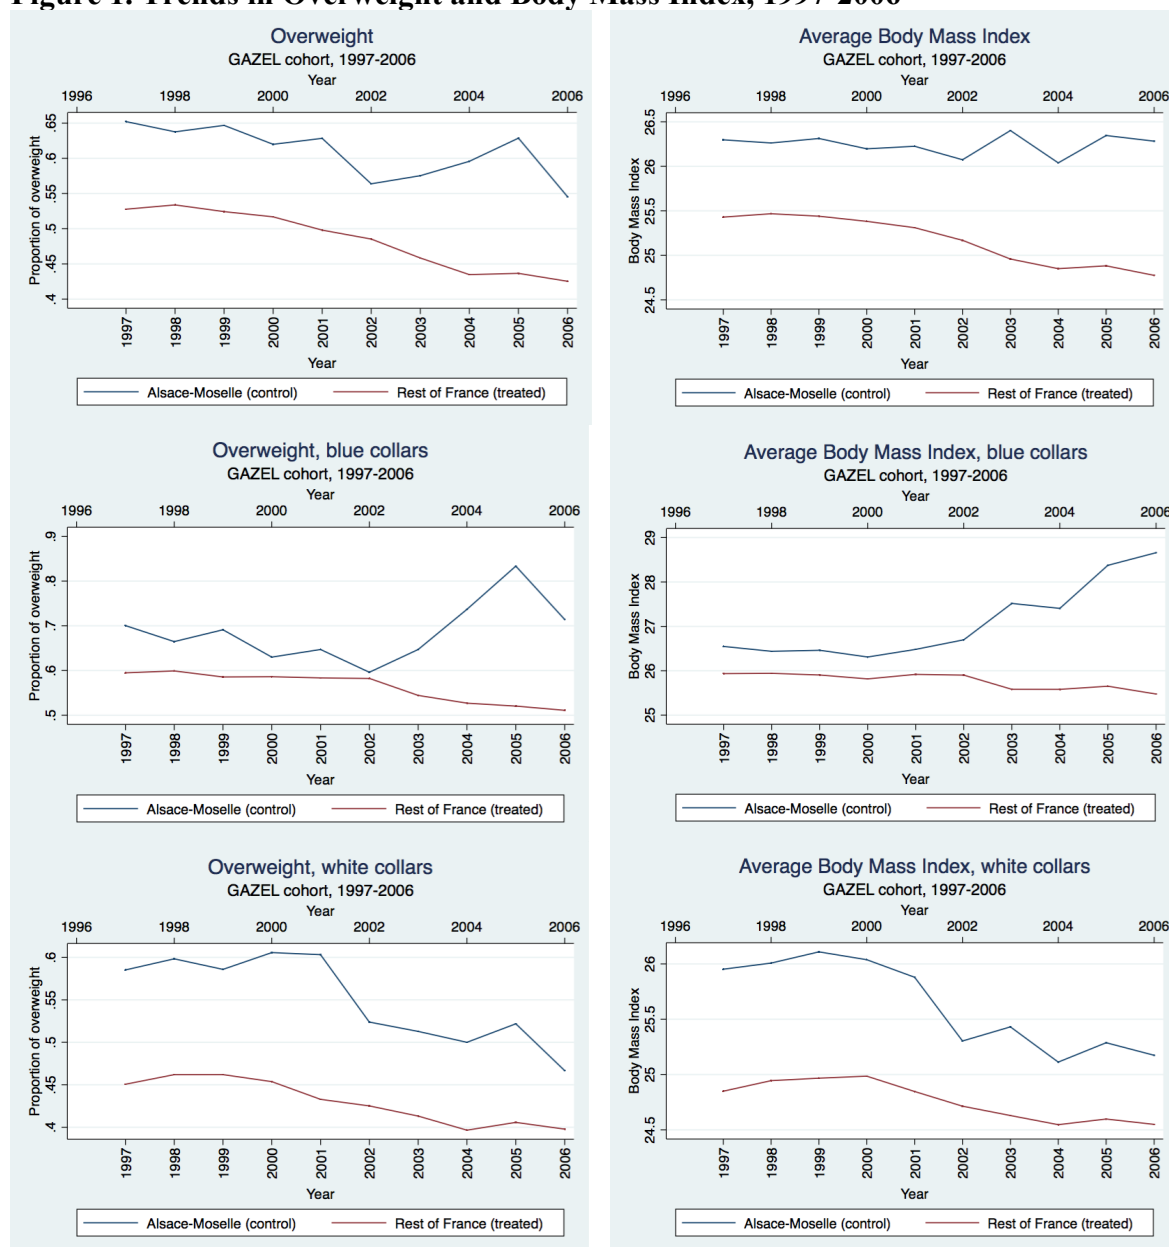 Figure 1. Trends in Overweight and Body Mass Index, 1997-2006
Overweight
GAZEL cohort, 1997-2006
Year
1996 1998 2000 2002 2004 2006
Proportion of overweight
.65
.6
.55
.5
.45
.4
1997 1998 1999 2000 2001 2002 2003 2004 2005 2006
Year
Alsace-Moselle (control) Rest of France (treated)
Average Body Mass Index
GAZEL cohort, 1997-2006
Year
1996 1998 2000 2002 2004 2006
Body Mass Index
26.5
26
25.5
25
24.5
1997 1998 1999 2000 2001 2002 2003 2004 2005 2006
Year
Alsace-Moselle (control) Rest of France (treated)
Overweight, blue collars
GAZEL cohort, 1997-2006
Year
1996 1998 2000 2002 2004 2006
Proportion of overweight
.9
.8
.7
.6
.5
1997 1998 1999 2000 2001 2002 2003 2004 2005 2006
Year
Alsace-Moselle (control) Rest of France (treated)
Average Body Mass Index, blue collars
GAZEL cohort, 1997-2006
Year
1996 1998 2000 2002 2004 2006
Body Mass Index
29
28
27
26
25
1997 1998 1999 2000 2001 2002 2003 2004 2005 2006
Year
Alsace-Moselle (control) Rest of France (treated)
Overweight, white collars
GAZEL cohort, 1997-2006
Year
1996 1998 2000 2002 2004 2006
Proportion of overweight
.6
.55
.5
.45
.4
1997 1998 1999 2000 2001 2002 2003 2004 2005 2006
Year
Alsace-Moselle (control) Rest of France (treated)
Average Body Mass Index, white collars
GAZEL cohort, 1997-2006
Year
1996 1998 2000 2002 2004 2006
Body Mass Index
26
25.5
25
24.5
1997 1998 1999 2000 2001 2002 2003 2004 2005 2006
Year
Alsace-Moselle (control) Rest of France (treated)